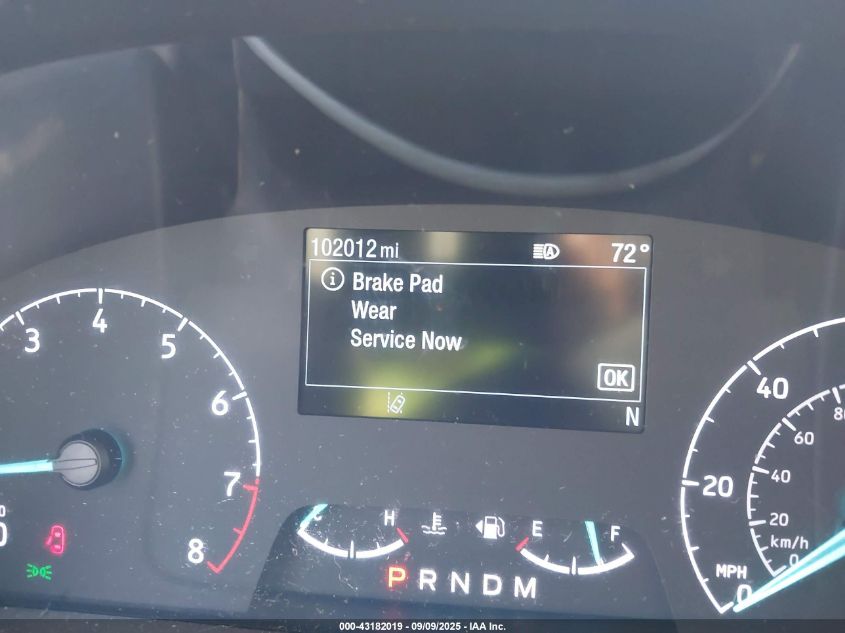 102012 mi
72°
i
Brake Pad
Wear
Service Now
OK
N
3
4
5
6
7
8
0
H
E
F
C
P R N D M
40
20
MPH
0
80
60
40
20
km/h
0
000-43182019 - 09/09/2025 - IAA Inc.